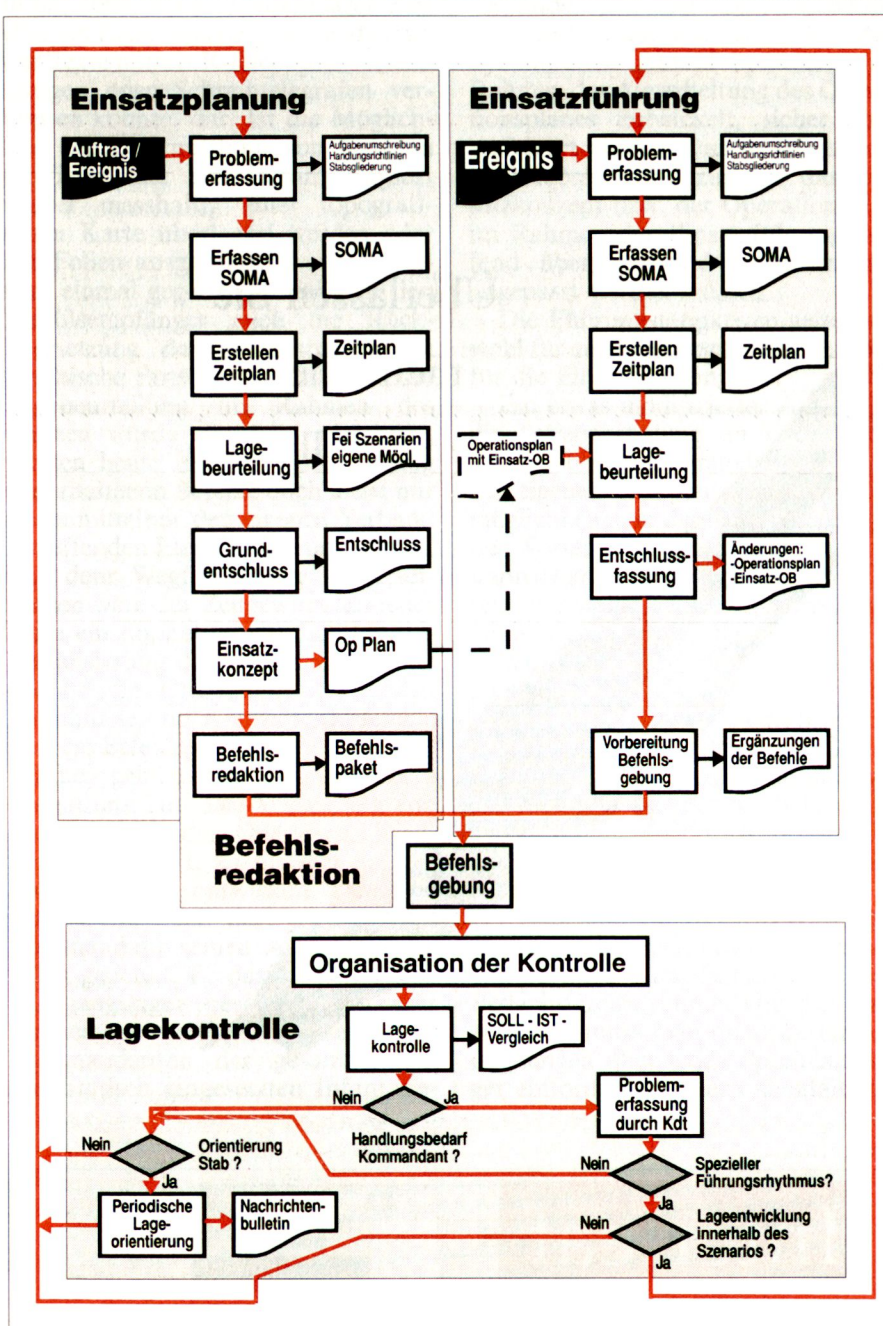 Einsatzplanung
Auftrag /
Ereignis
Problem-
erfassung
Aufgabenumschreibung
Handlungsrichtlinien
Stabsgliederung
Erfassen
SOMA
SOMA
Erstellen
Zeitplan
Zeitplan
Lage-
beurteilung
Fei Szenarien
eigene Mögl.
Grund-
entschluss
Entschluss
Einsatz-
konzept
Op Plan
Befehls-
redaktion
Befehls-
paket
Befehls-
redaktion
Einsatzführung
Ereignis
Problem-
erfassung
Aufgabenumschreibung
Handlungsrichtlinien
Stabsgliederung
Erfassen
SOMA
SOMA
Erstellen
Zeitplan
Zeitplan
Operationsplan
mit Einsatz-OB
Lage-
beurteilung
Entschluss-
fassung
Änderungen:
-Operationsplan
-Einsatz-OB
Vorbereitung
Befehls-
gebung
Ergänzungen
der Befehle
Befehls-
gebung
Organisation der Kontrolle
Lagekontrolle
Lage-
kontrolle
SOLL - IST -
Vergleich
Nein
Ja
Handlungsbedarf
Kommandant ?
Problem-
erfassung
durch Kdt
Nein
Orientierung
Stab ?
Ja
Periodische
Lage-
orientierung
Nachrichten-
bulletin
Nein
Spezieller
Führungsrhythmus?
Ja
Nein
Lageentwicklung
innerhalb des
Szenarios ?
Ja